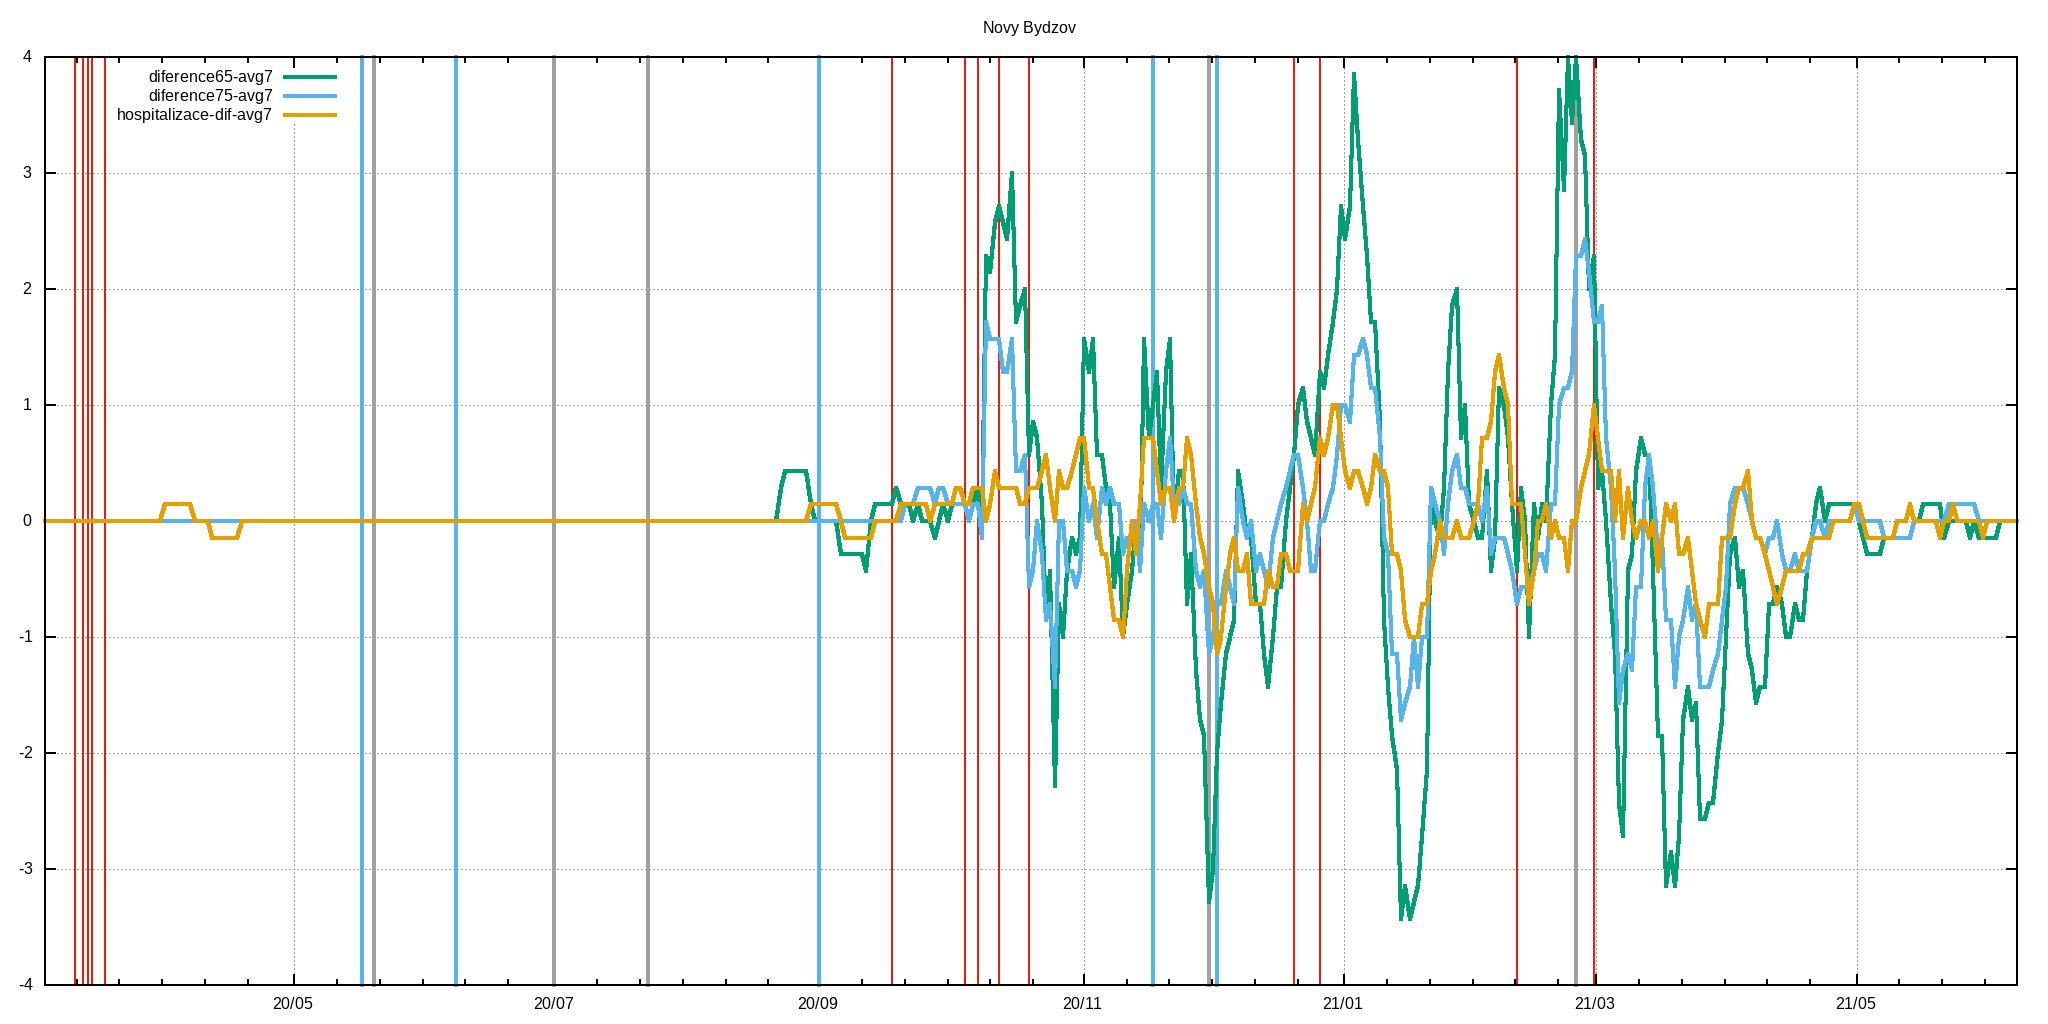 Novy Bydzov
diference65-avg7
diference75-avg7
hospitalizace-dif-avg7
4
3
2
1
0
-1
-2
-3
-4
20/05 20/07 20/09 20/11 21/01 21/03 21/05